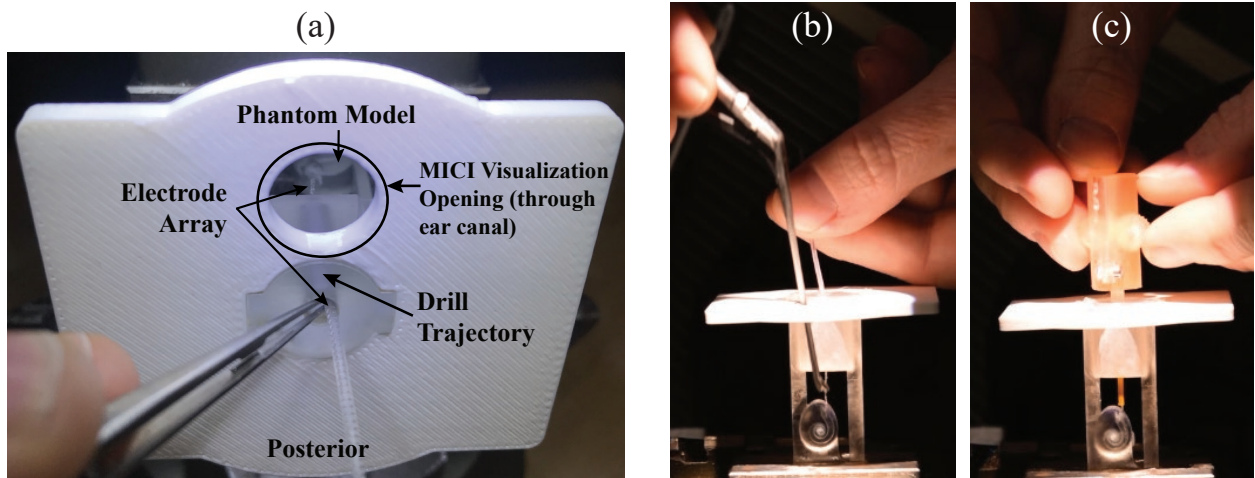 (a)
(b)
(c)
Phantom Model
Electrode
Array
MICI Visualization
Opening (through
ear canal)
Drill
Trajectory
Posterior